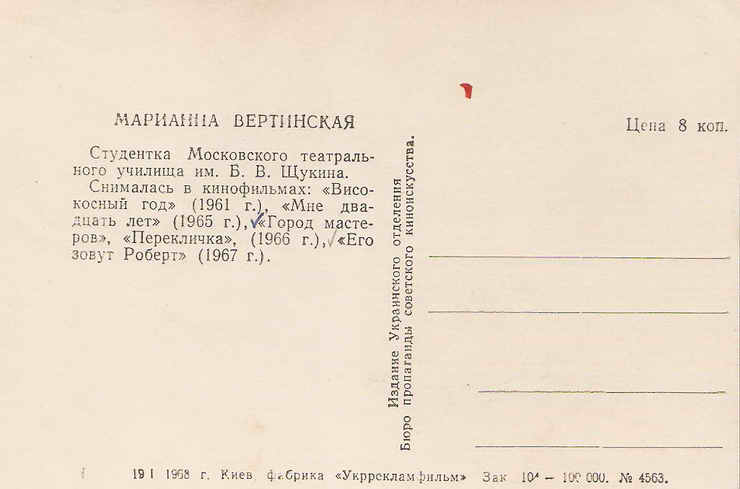 МАРИАННА ВЕРТИНСКАЯ
Студентка Московского театраль-
ного училища им. Б. В. Щукина.
Снималась в кинофильмах: «Висо-
косный год» (1961 г.), «Мне два-
дцать лет» (1965 г.), «Город масте-
ров», «Перекличка», (1966 г.), «Его
зовут Роберт» (1967 г.).
Издание Украинского отделения
Бюро пропаганды советского киноискусства.
Цена 8 коп.
19 I 1968 г. Киев фабрика «Укррекламфильм» Зак 104 — 100 000. № 4563.